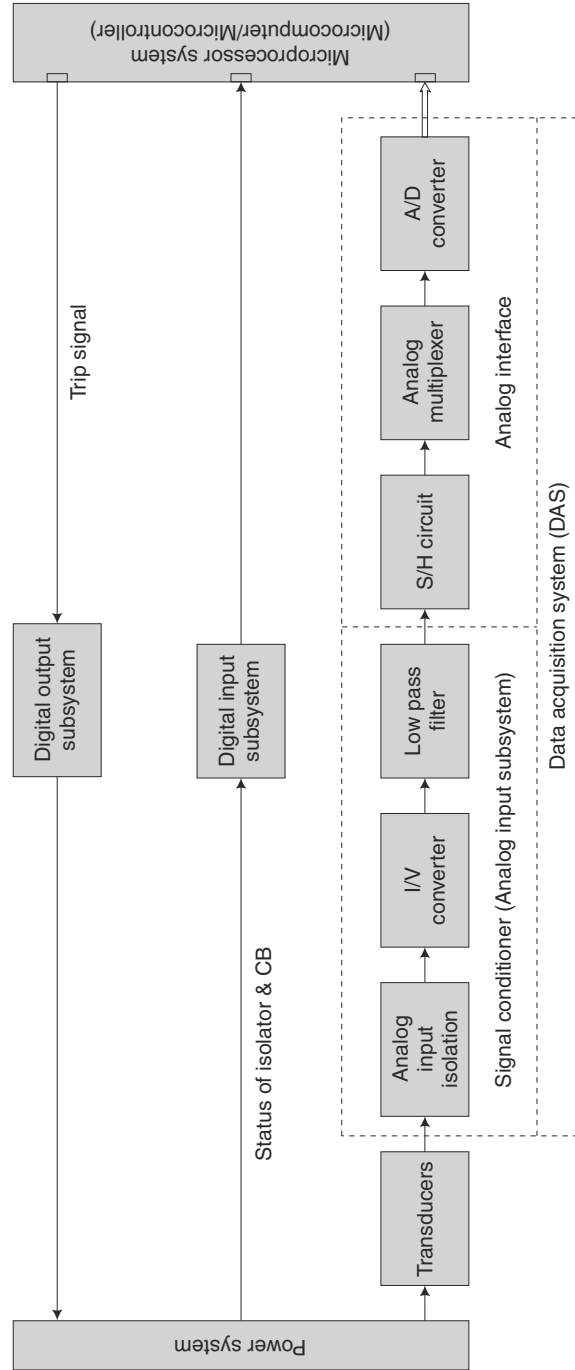 Power system
Digital output
subsystem
Trip signal
Microprocessor system
(Microcomputer/Microcontroller)
Status of isolator & CB
Digital input
subsystem
Transducers
Analog
input
isolation
I/V
converter
Low pass
filter
S/H circuit
Analog
multiplexer
A/D
converter
Signal conditioner (Analog input subsystem)
Analog interface
Data acquisition system (DAS)